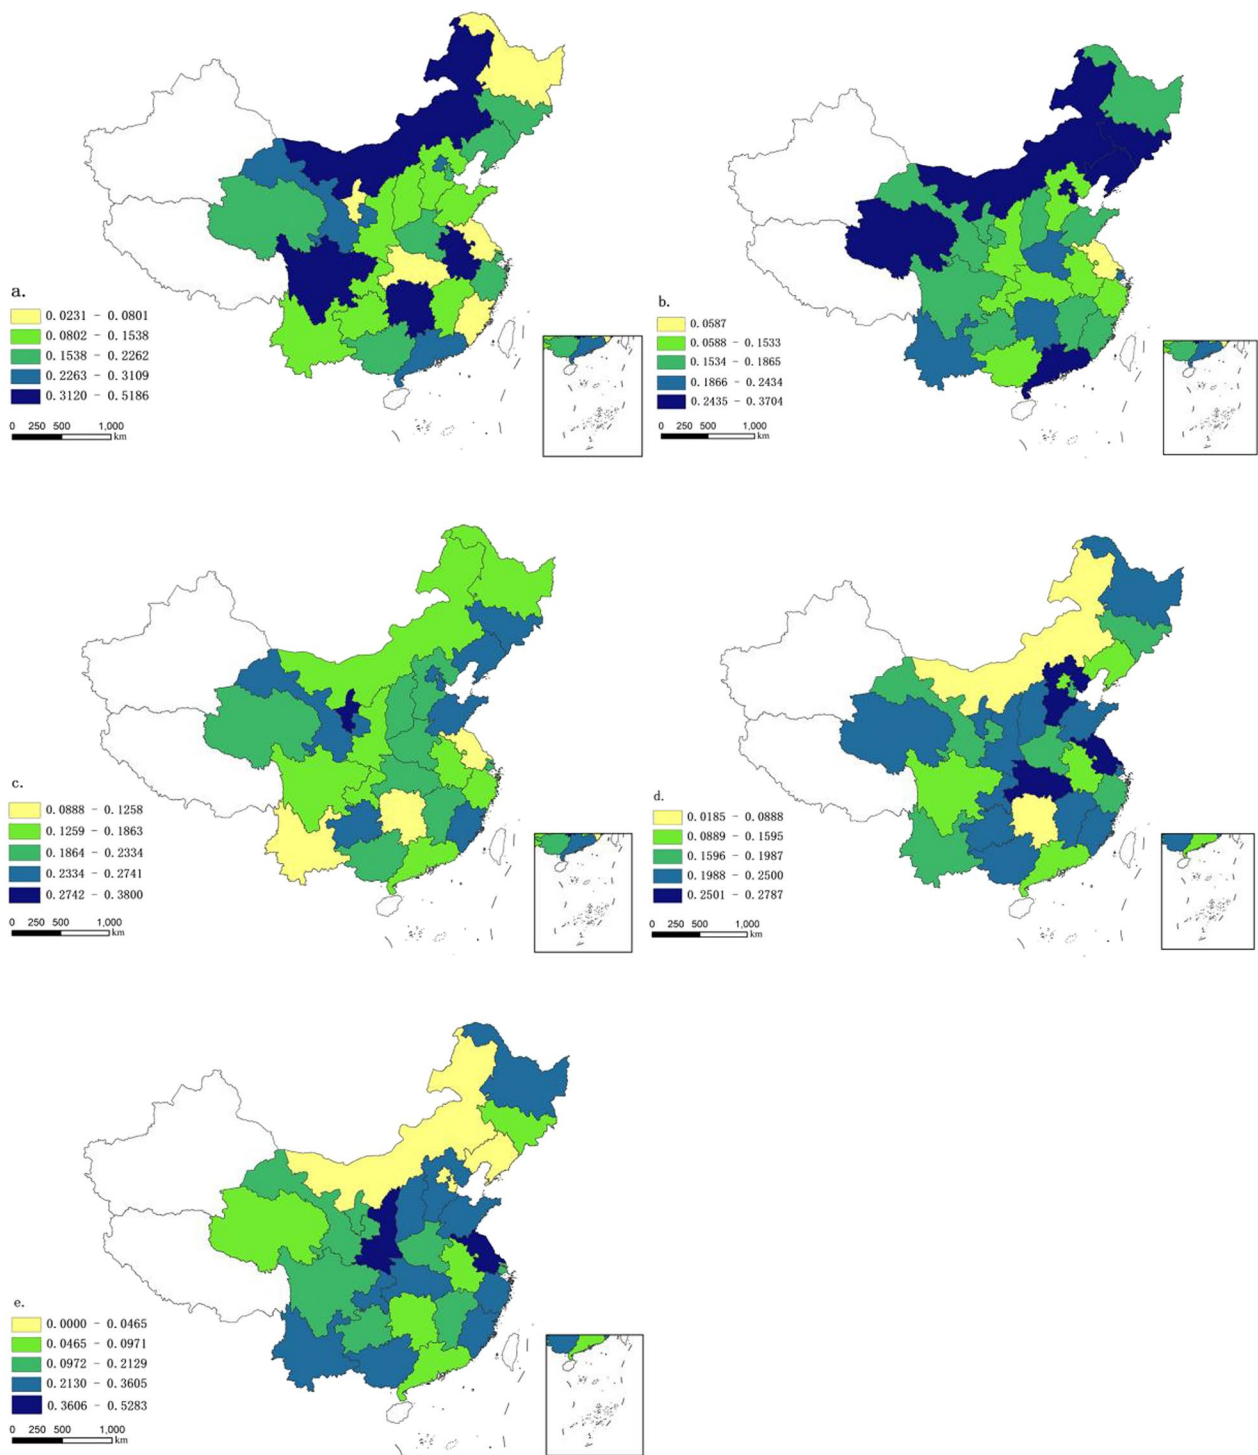 a.
0.0231 - 0.0801
0.0802 - 0.1538
0.1538 - 0.2262
0.2263 - 0.3109
0.3120 - 0.5186
0 250 500 1,000
km
b.
0.0587
0.0588 - 0.1533
0.1534 - 0.1865
0.1866 - 0.2434
0.2435 - 0.3704
0 250 500 1,000
km
c.
0.0888 - 0.1258
0.1259 - 0.1863
0.1864 - 0.2334
0.2334 - 0.2741
0.2742 - 0.3800
0 250 500 1,000
km
d.
0.0185 - 0.0888
0.0889 - 0.1595
0.1596 - 0.1987
0.1988 - 0.2500
0.2501 - 0.2787
0 250 500 1,000
km
e.
0.0000 - 0.0465
0.0465 - 0.0971
0.0972 - 0.2129
0.2130 - 0.3605
0.3606 - 0.5283
0 250 500 1,000
km